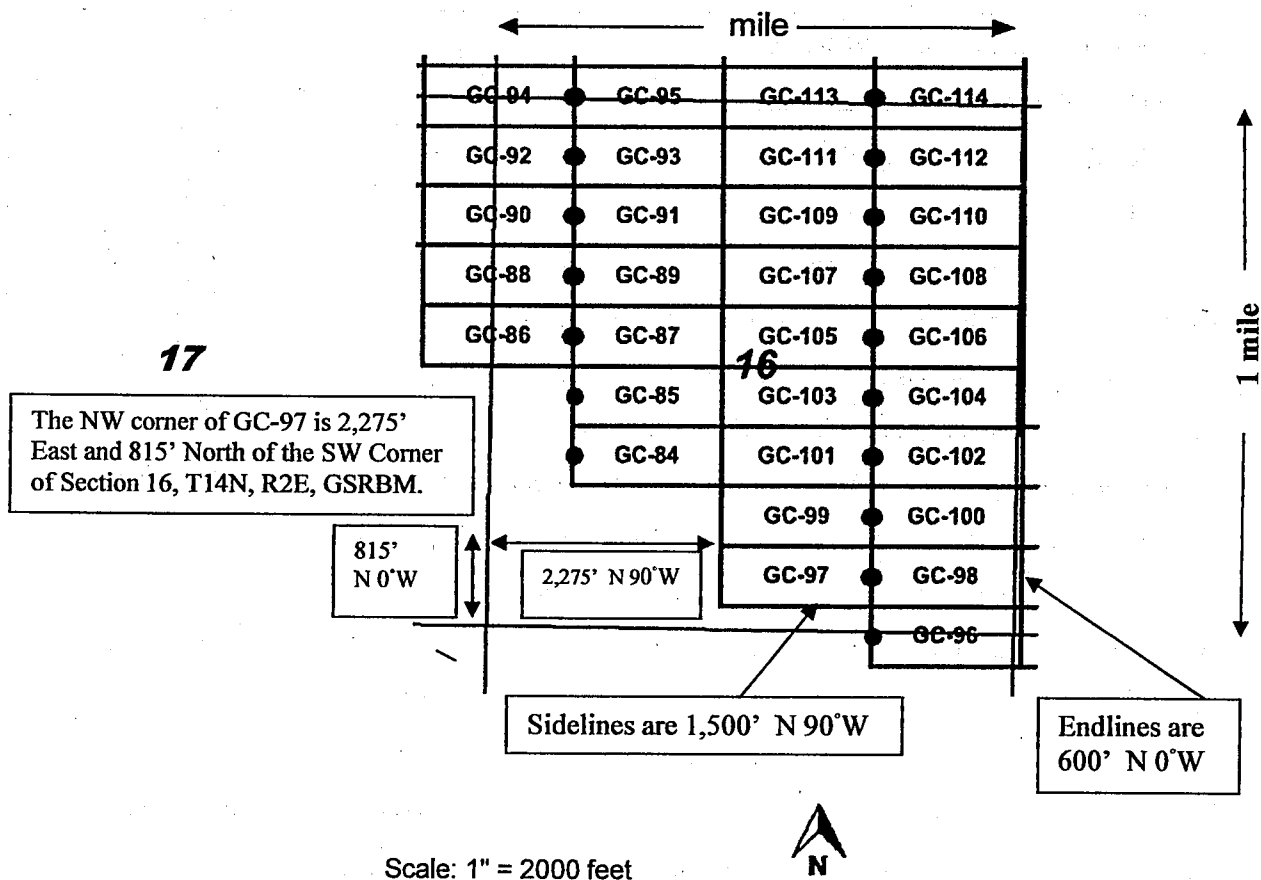 mile
GC-94 GC-95 GC-113 GC-114
GC-92 GC-93 GC-111 GC-112
GC-90 GC-91 GC-109 GC-110
GC-88 GC-89 GC-107 GC-108
GC-86 GC-87 GC-105 GC-106
17
16
GC-85 GC-103 GC-104
GC-84 GC-101 GC-102
GC-99 GC-100
GC-97 GC-98
GC-96
1 mile
The NW corner of GC-97 is 2,275’
East and 815’ North of the SW Corner
of Section 16, T14N, R2E, GSRBM.
815’
N 0°W
2,275’ N 90°W
Sidelines are 1,500’ N 90°W
Endlines are
600’ N 0°W
Scale: 1" = 2000 feet
N